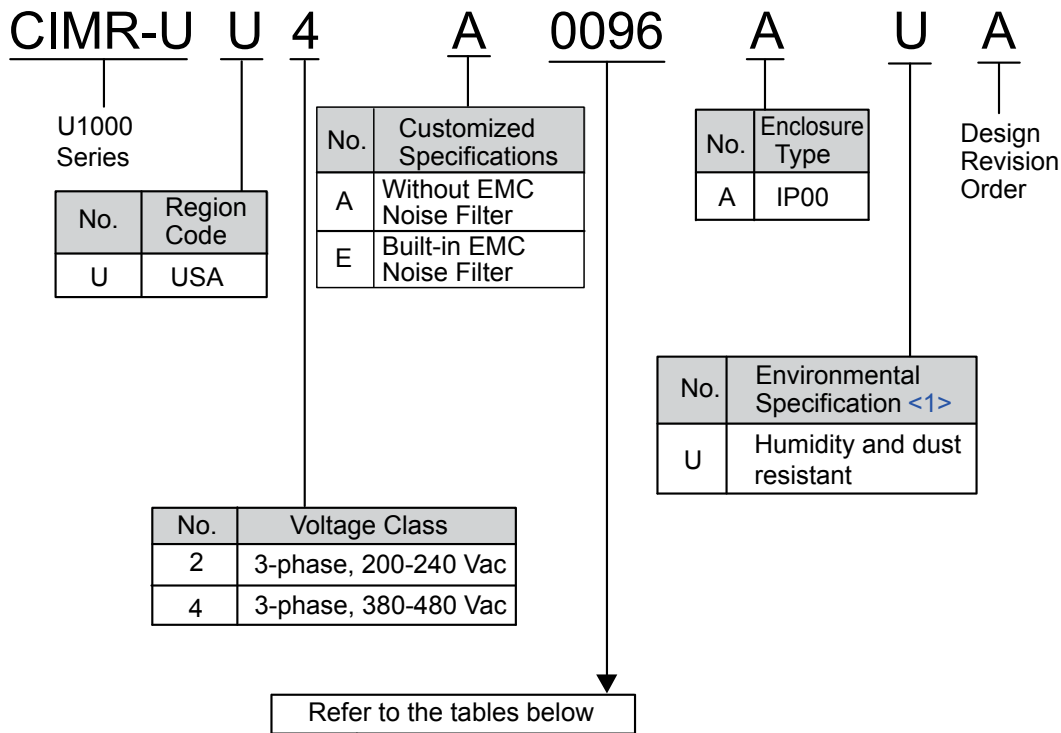 CIMR-U U 4 A 0096 A U A
U1000
Series
No. Region
Code
U USA
No. Customized
Specifications
A Without EMC
Noise Filter
E Built-in EMC
Noise Filter
No. Enclosure
Type
A IP00
Design
Revision
Order
No. Environmental
Specification <1>
U Humidity and dust
resistant
No. Voltage Class
2 3-phase, 200-240 Vac
4 3-phase, 380-480 Vac
Refer to the tables below